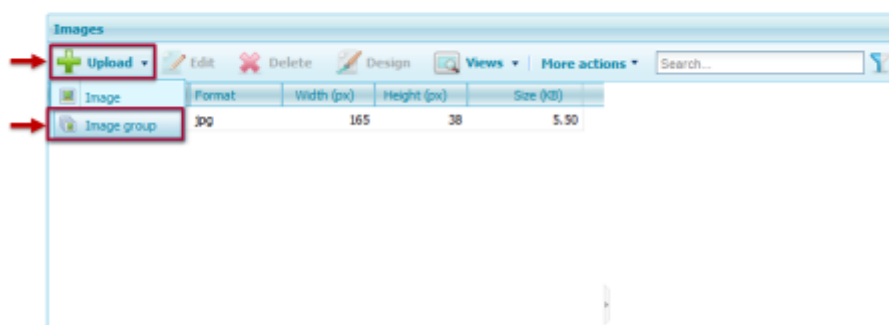 Images
Upload Edit Delete Design Views More actions Search...
Image Format Width (px) Height (px) Size (KB)
Image group jpg 165 38 5.50